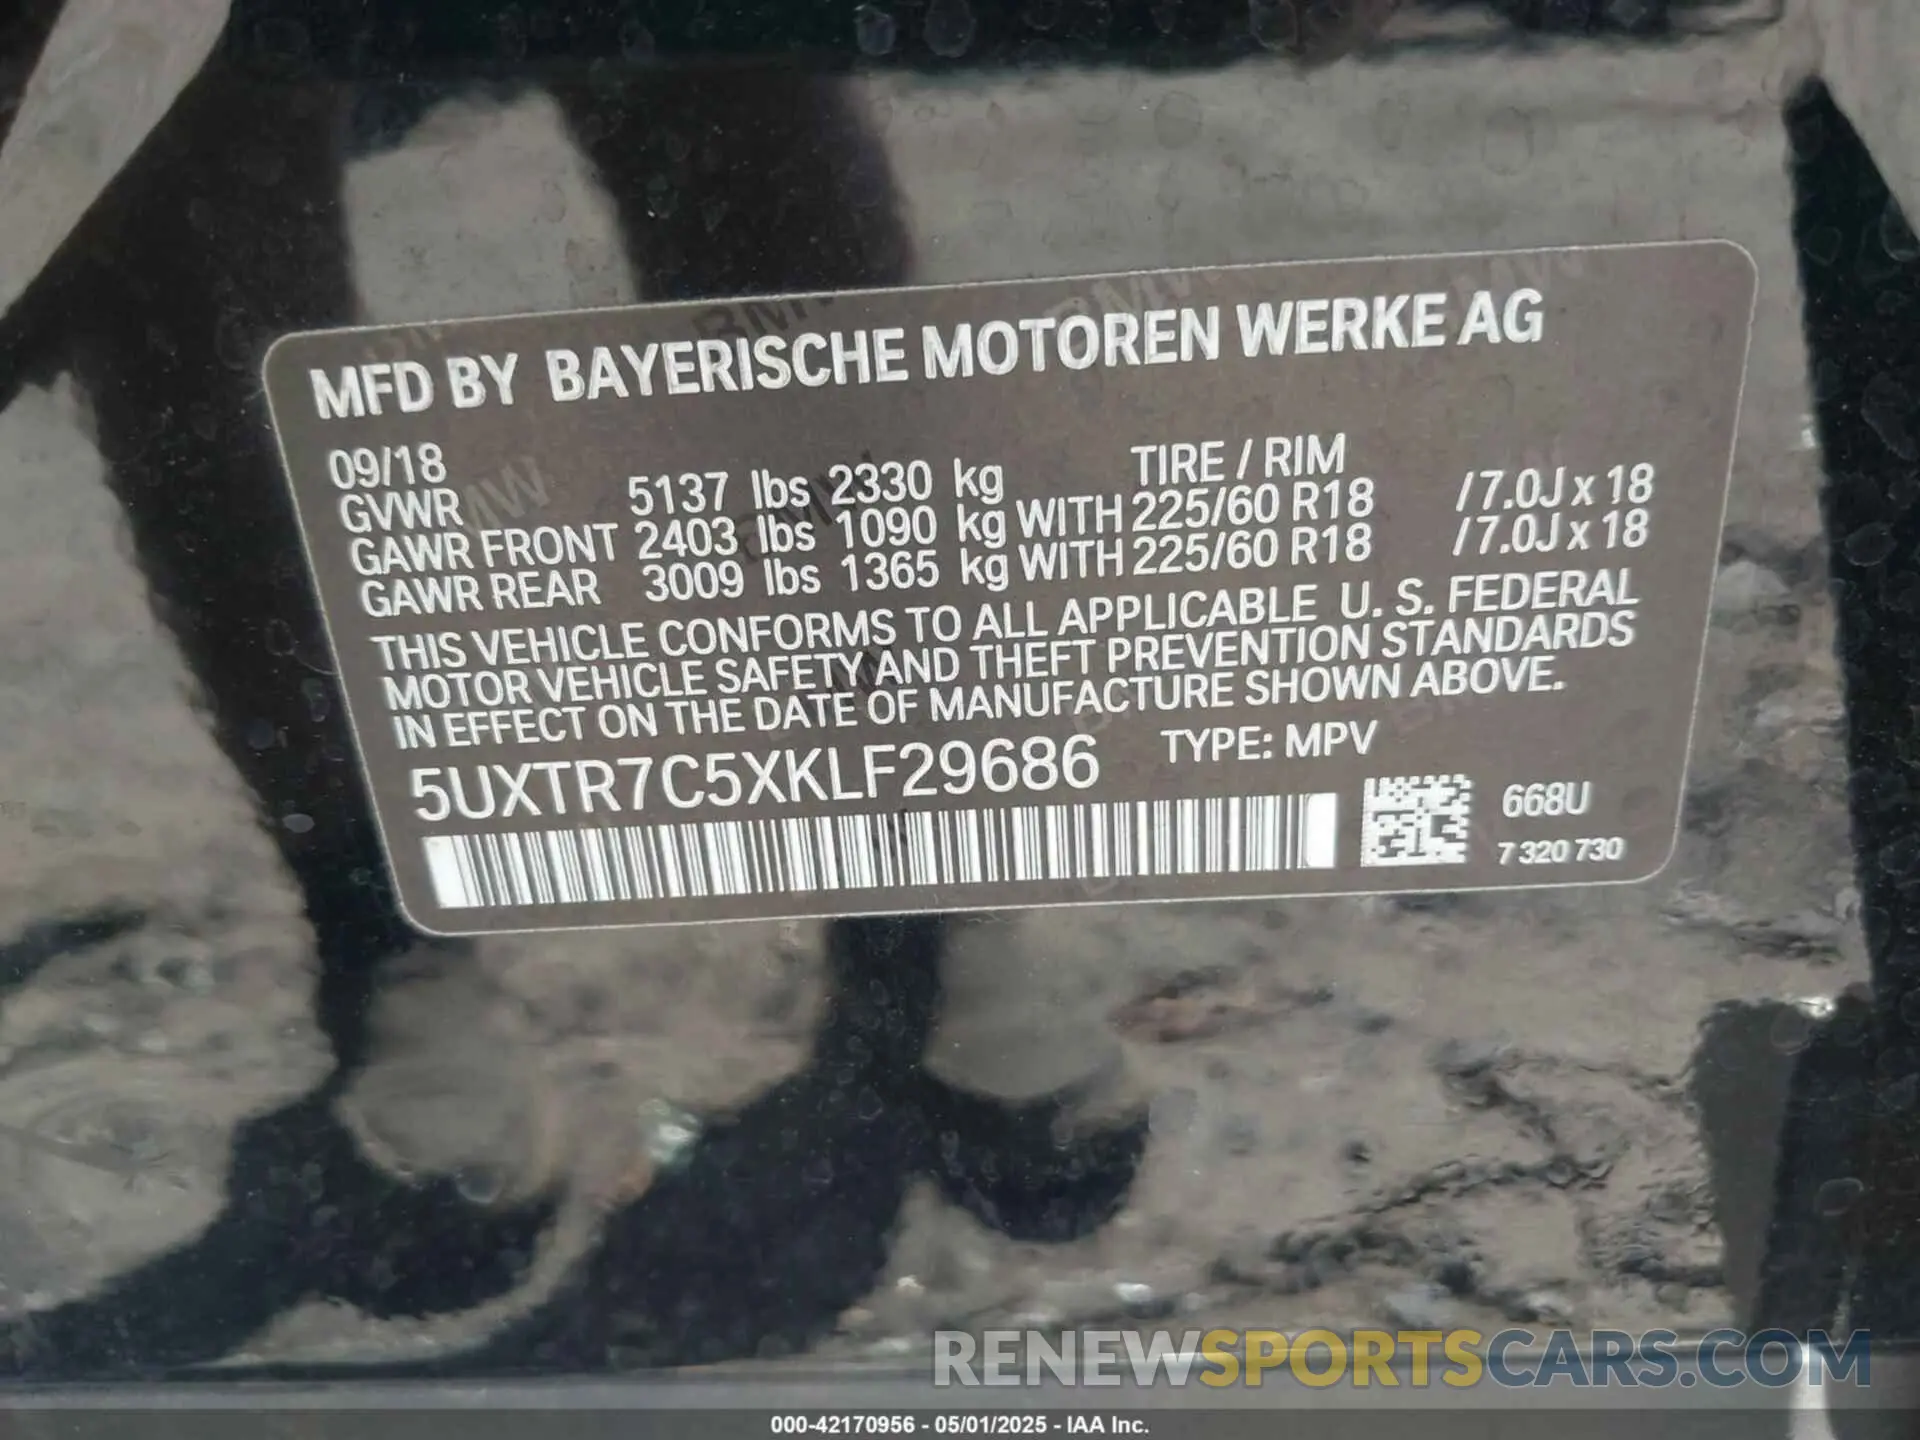 MFD BY BAYERISCHE MOTOREN WERKE AG
09/18 TIRE / RIM
GVWR 5137 lbs 2330 kg
GAWR FRONT 2403 lbs 1090 kg WITH 225/60 R18 /7.0J x 18
GAWR REAR 3009 lbs 1365 kg WITH 225/60 R18 /7.0J x 18
THIS VEHICLE CONFORMS TO ALL APPLICABLE U. S. FEDERAL
MOTOR VEHICLE SAFETY AND THEFT PREVENTION STANDARDS
IN EFFECT ON THE DATE OF MANUFACTURE SHOWN ABOVE.
5UXTR7C5XKLF29686 TYPE: MPV
668U
7 320 730
RENEWSPORTSCARS.COM
000-42170956 - 05/01/2025 - IAA Inc.